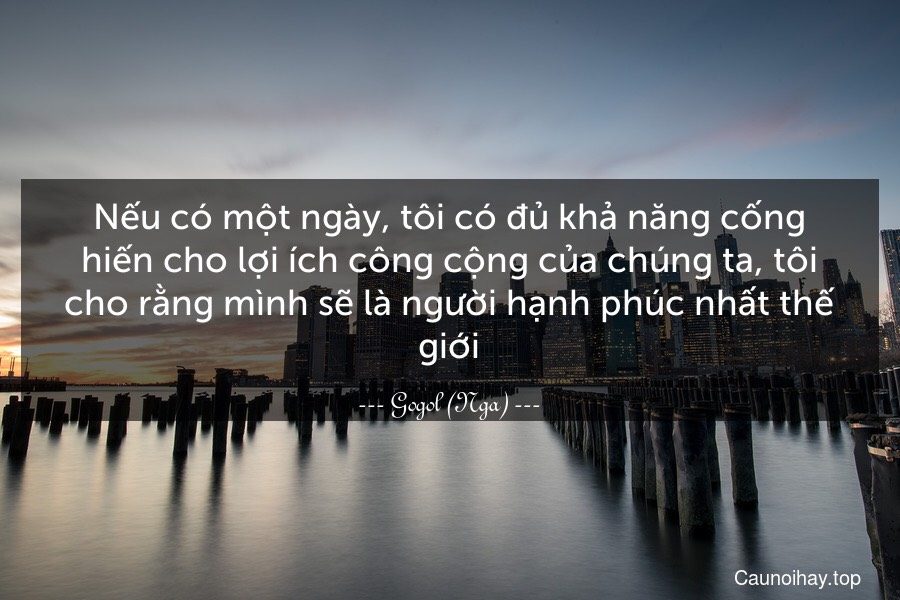 Nếu có một ngày, tôi có đủ khả năng cống
hiến cho lợi ích công cộng của chúng ta, tôi
cho rằng mình sẽ là người hạnh phúc nhất thế
giới
--- Gogol (Nga) ---
Caunoihay.top